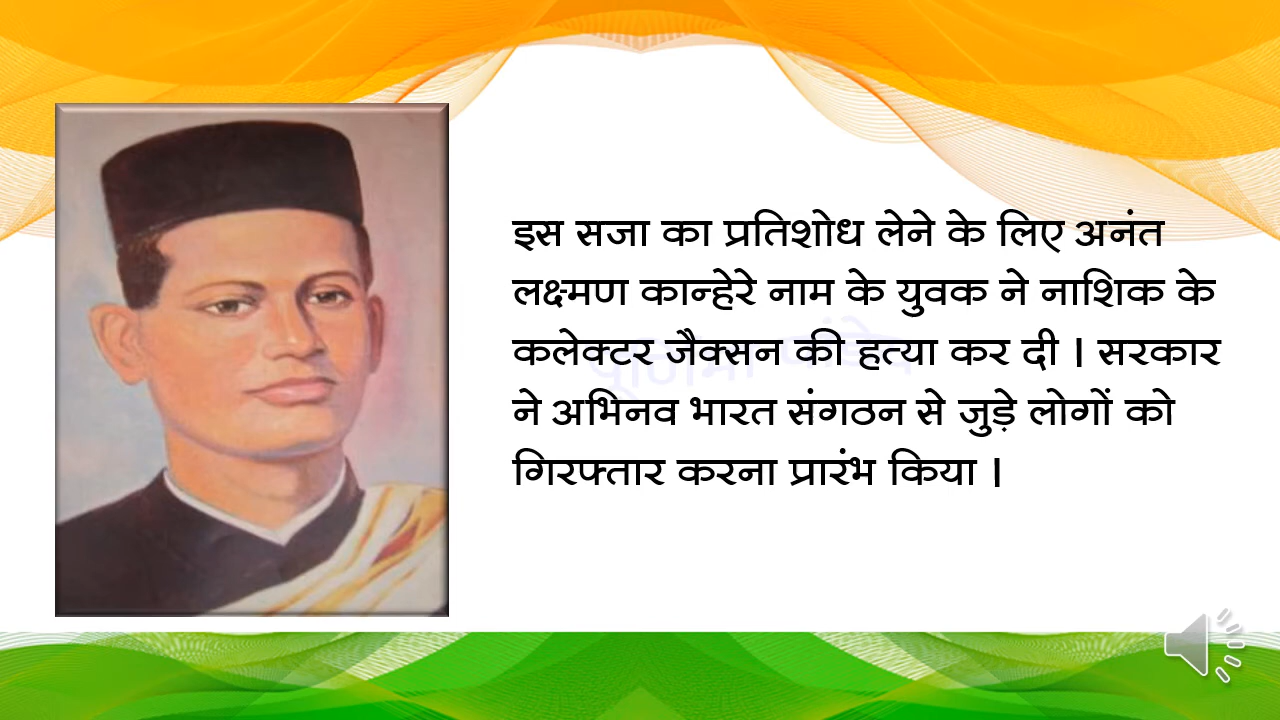 इस सजा का प्रतिशोध लेने के लिए अनंत
लक्ष्मण कान्हेरे नाम के युवक ने नाशिक के
कलेक्टर जैक्सन की हत्या कर दी । सरकार
ने अभिनव भारत संगठन से जुड़े लोगों को
गिरफ्तार करना प्रारंभ किया ।